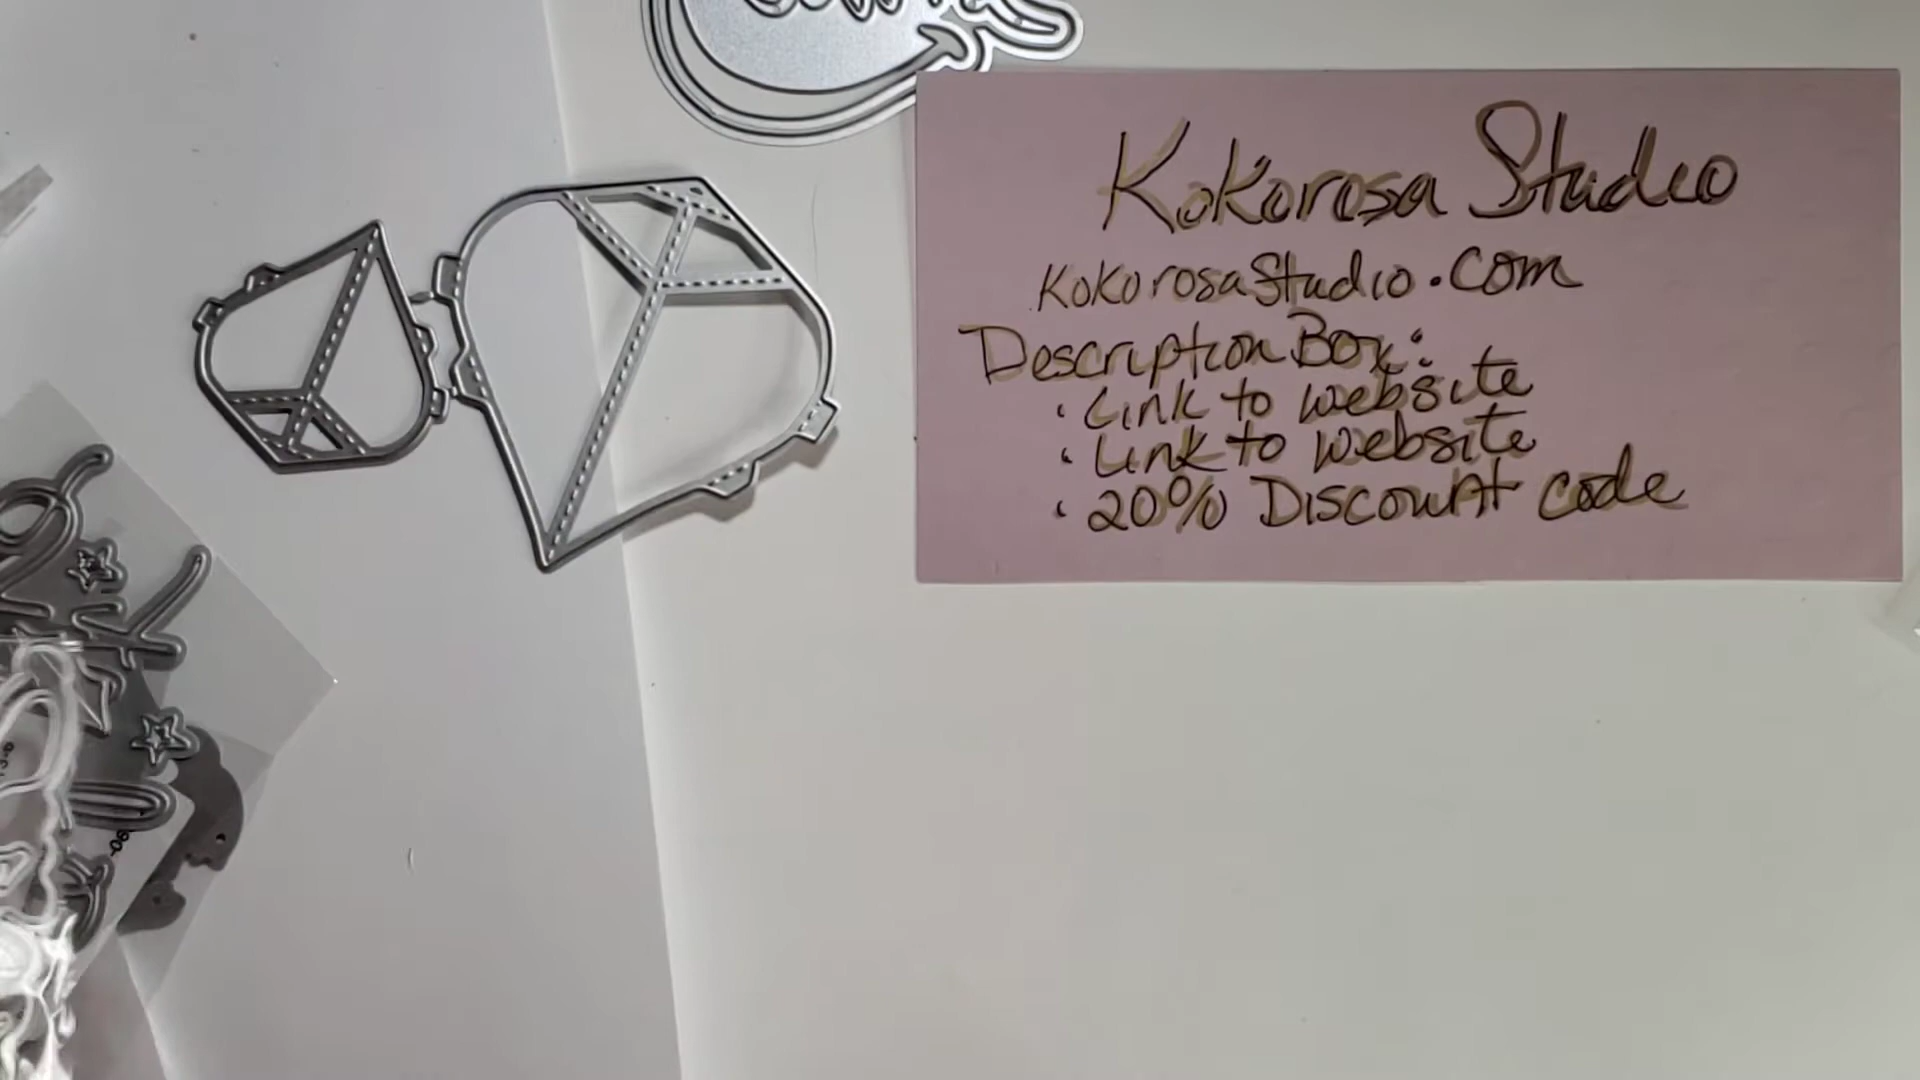 Kokorosa Studio
KokorosaStudio.com
Description Box:
• Link to website
• Link to website
• 20% Discount code